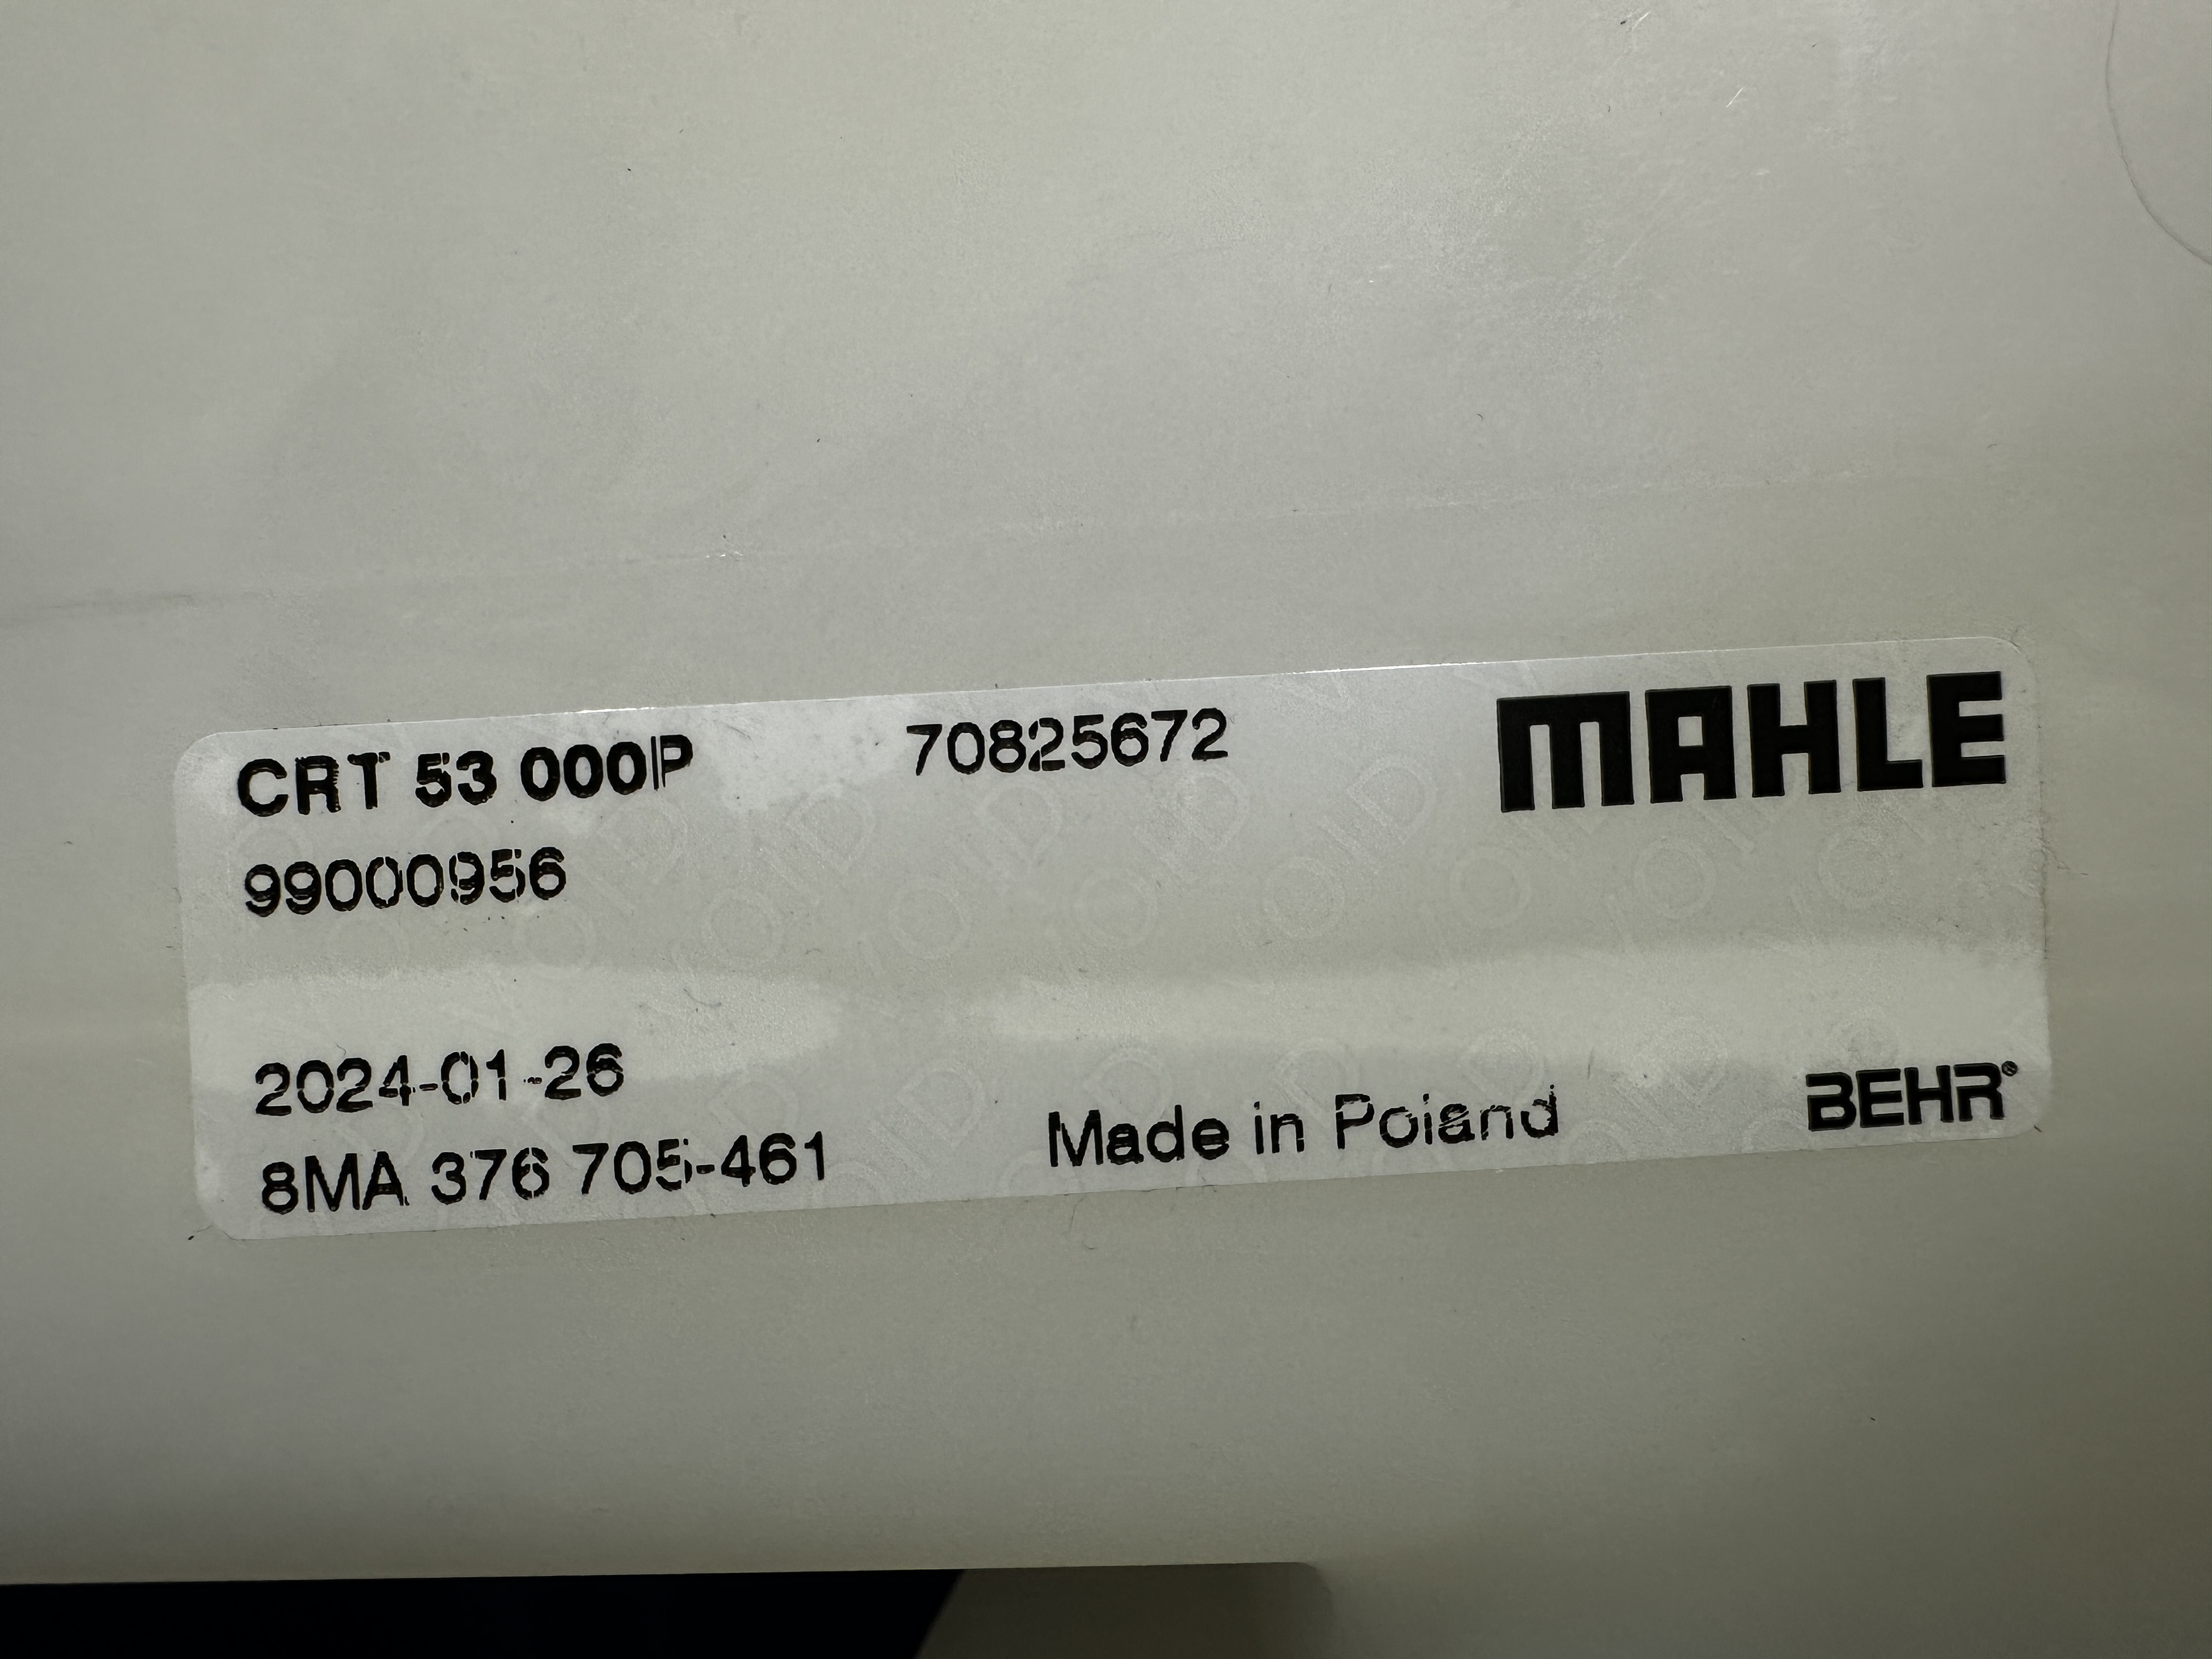 CRT 53 000P 70825672 MAHLE
99000956
2024-01-26
8MA 376 705-461 Made in Poland BEHR®